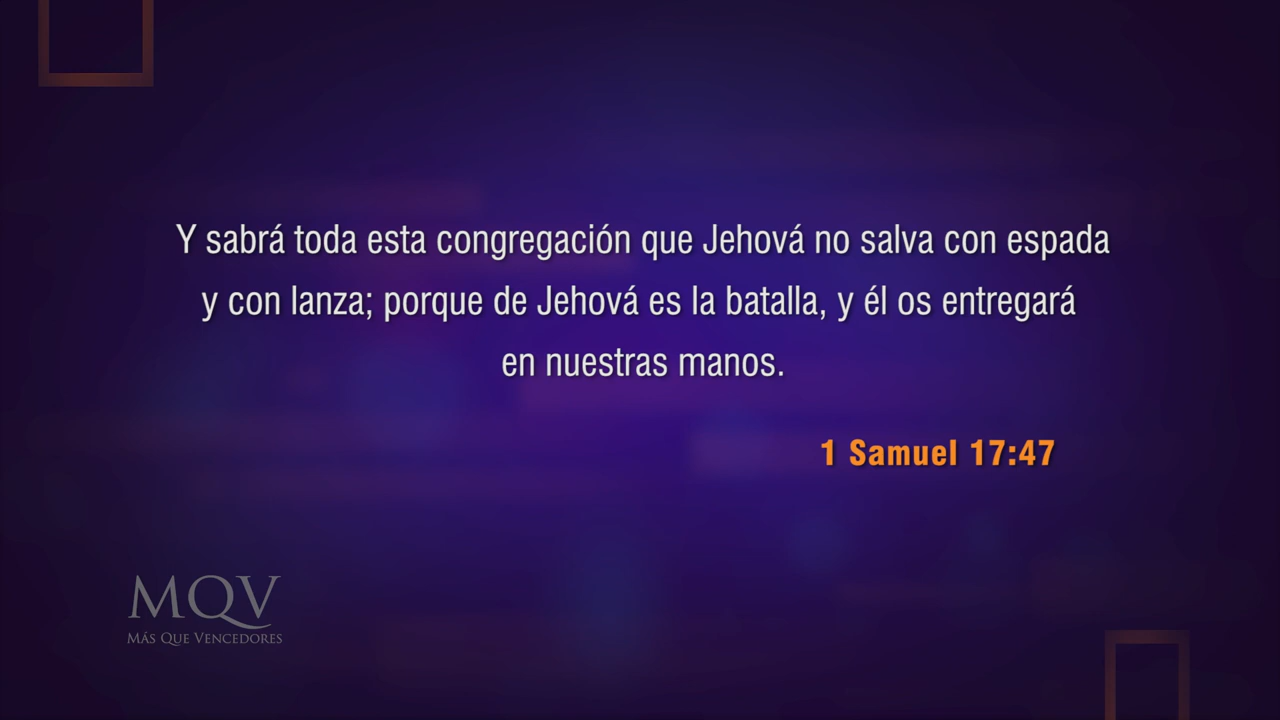 Y sabrá toda esta congregación que Jehová no salva con espada
y con lanza; porque de Jehová es la batalla, y él os entregará
en nuestras manos.
1 Samuel 17:47
MQV
MÁS QUE VENCEDORES